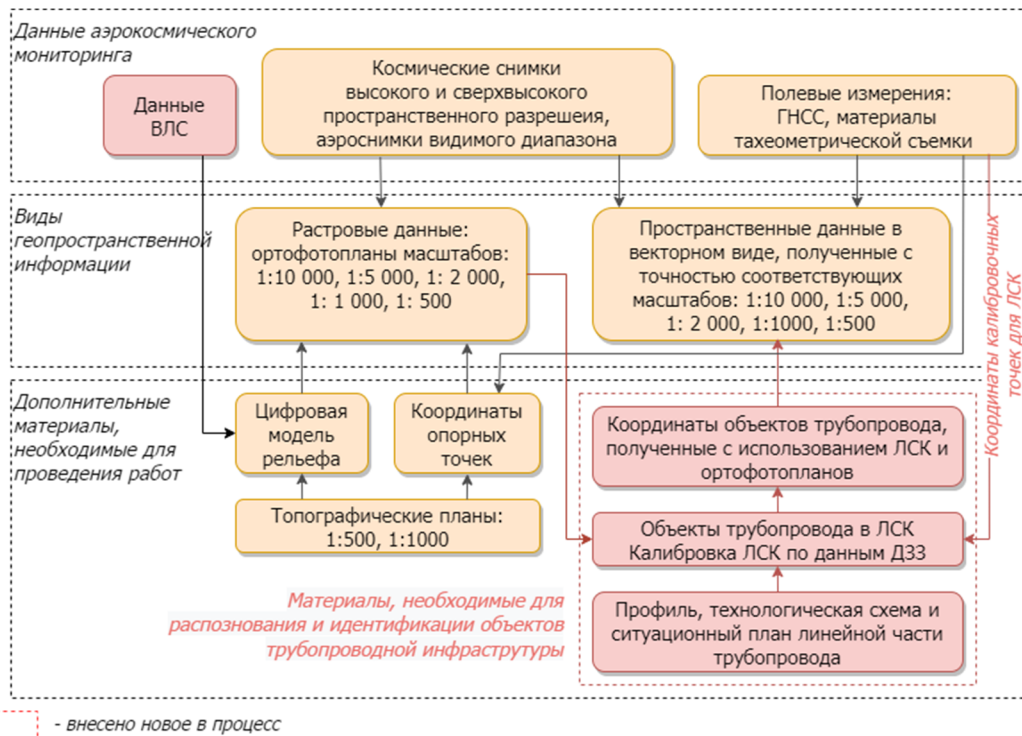 Данные аэрокосмического
мониторинга
Данные
ВЛС
Космические снимки
высокого и сверхвысокого
пространственного разрешеия,
аэроснимки видимого диапазона
Полевые измерения:
ГНСС, материалы
тахеометрической съемки
Виды
геопространственной
информации
Растровые данные:
ортофотопланы масштабов:
1:10 000, 1:5 000, 1: 2 000,
1: 1 000, 1: 500
Пространственные данные в
векторном виде, полученные с
точностью соответствующих
масштабов: 1:10 000, 1:5 000,
1: 2 000, 1:1000, 1:500
Координаты калибровочных
точек для ЛСК
Дополнительные
материалы,
необходимые для
проведения работ
Цифровая
модель
рельефа
Координаты
опорных
точек
Топографические планы:
1:500, 1:1000
Координаты объектов трубопровода,
полученные с использованием ЛСК и
ортофотопланов
Объекты трубопровода в ЛСК
Калибровка ЛСК по данным ДЗЗ
Профиль, технологическая схема и
ситуационный план линейной части
трубопровода
Материалы, необходимые для
распознования и идентификации объектов
трубопроводной инфраструтуры
- внесено новое в процесс